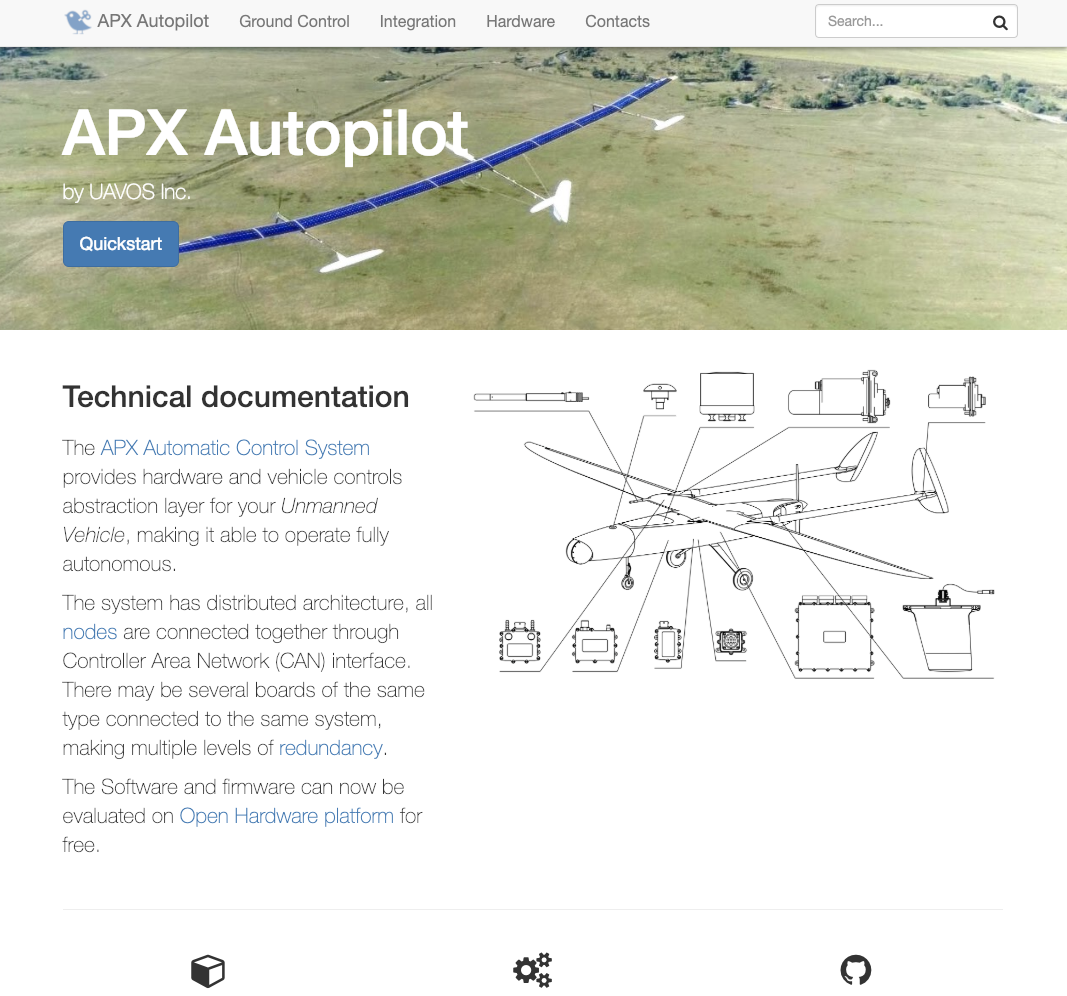 APX Autopilot
Ground Control
Integration
Hardware
Contacts
Search...
APX Autopilot
by UAVOS Inc.
Quickstart
Technical documentation
The APX Automatic Control System
provides hardware and vehicle controls
abstraction layer for your Unmanned
Vehicle, making it able to operate fully
autonomous.
The system has distributed architecture, all
nodes are connected together through
Controller Area Network (CAN) interface.
There may be several boards of the same
type connected to the same system,
making multiple levels of redundancy.
The Software and firmware can now be
evaluated on Open Hardware platform for
free.